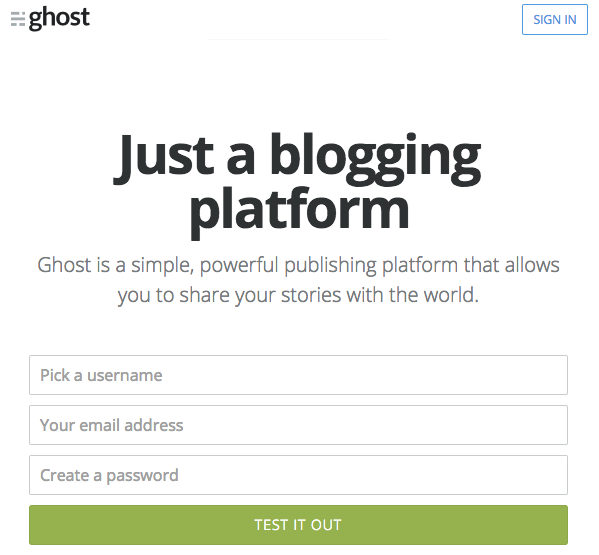 ghost
SIGN IN
Just a blogging
platform
Ghost is a simple, powerful publishing platform that allows
you to share your stories with the world.
Pick a username
Your email address
Create a password
TEST IT OUT